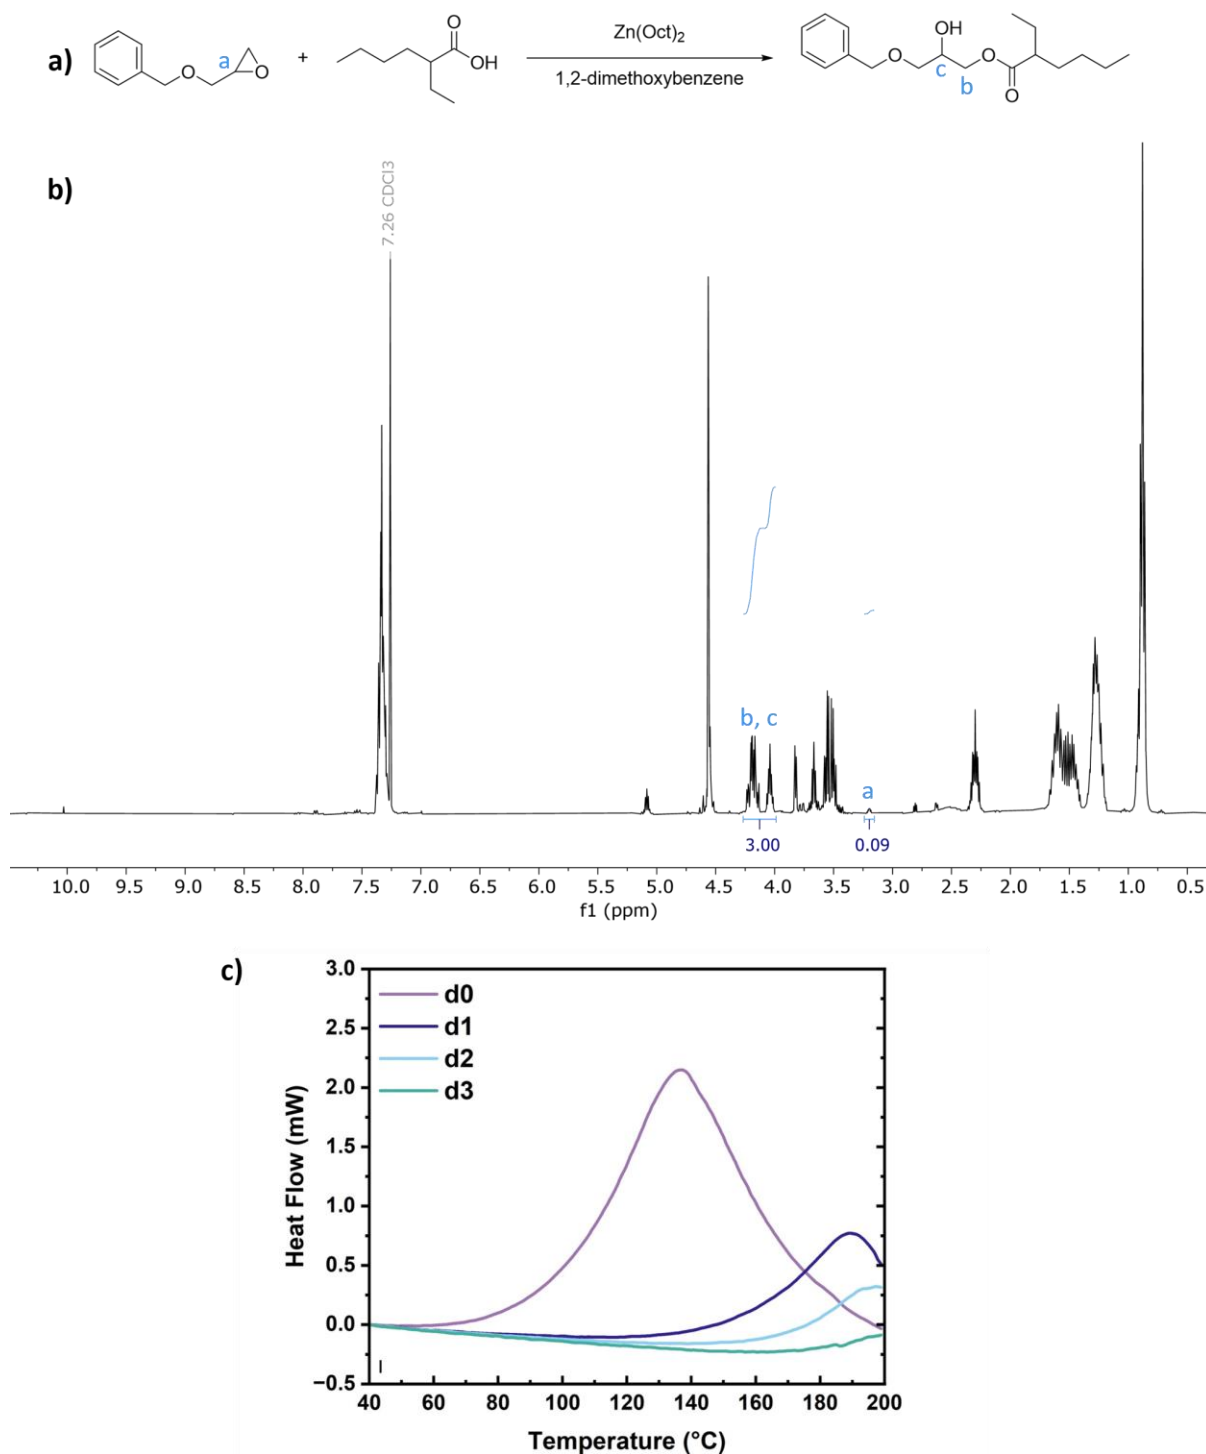 a)
a
O
O
+
O
OH
Zn(Oct)2
1,2-dimethoxybenzene
OH
O
c
O
b
O
b)
7.26 CDCl3
b, c
a
3.00
0.09
10.0 9.5 9.0 8.5 8.0 7.5 7.0 6.5 6.0 5.5 5.0 4.5 4.0 3.5 3.0 2.5 2.0 1.5 1.0 0.5
f1 (ppm)
c)
3.0
2.5
2.0
1.5
1.0
0.5
0.0
−0.5
Heat Flow (mW)
d0
d1
d2
d3
40 60 80 100 120 140 160 180 200
Temperature (°C)